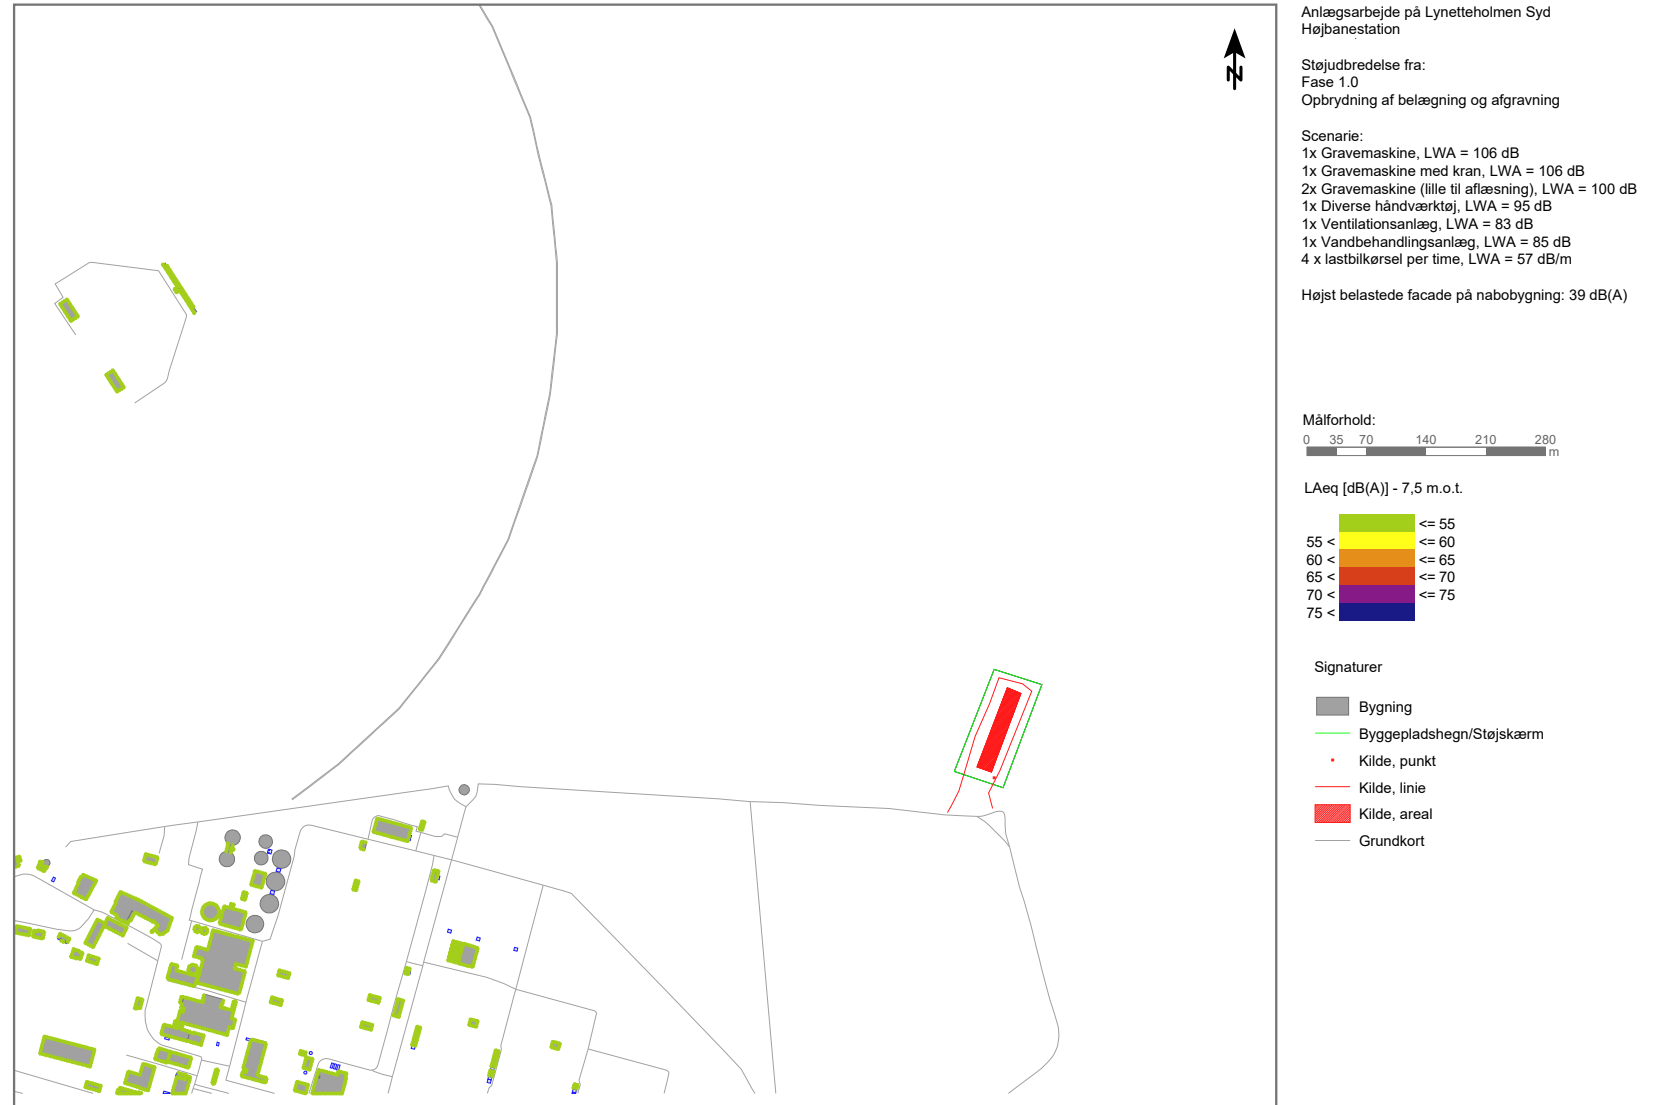 Anlægsarbejde på Lynetteholmen Syd
Højbanestation
Støjudbredelse fra:
Fase 1.0
Opbrydning af belægning og afgravning
Scenarie:
1x Gravemaskine, LWA = 106 dB
1x Gravemaskine med kran, LWA = 106 dB
2x Gravemaskine (lille til aflæsning), LWA = 100 dB
1x Diverse håndværktøj, LWA = 95 dB
1x Ventilationsanlæg, LWA = 83 dB
1x Vandbehandlingsanlæg, LWA = 85 dB
4 x lastbilkørsel per time, LWA = 57 dB/m
Højst belastede facade på nabobygning: 39 dB(A)
Målforhold:
0 35 70 140 210 280
m
LAeq [dB(A)] - 7,5 m.o.t.
<= 55
55 < <= 60
60 < <= 65
65 < <= 70
70 < <= 75
75 <
Signaturer
Bygning
Byggepladshegn/Støjskærm
Kilde, punkt
Kilde, linie
Kilde, areal
Grundkort
N